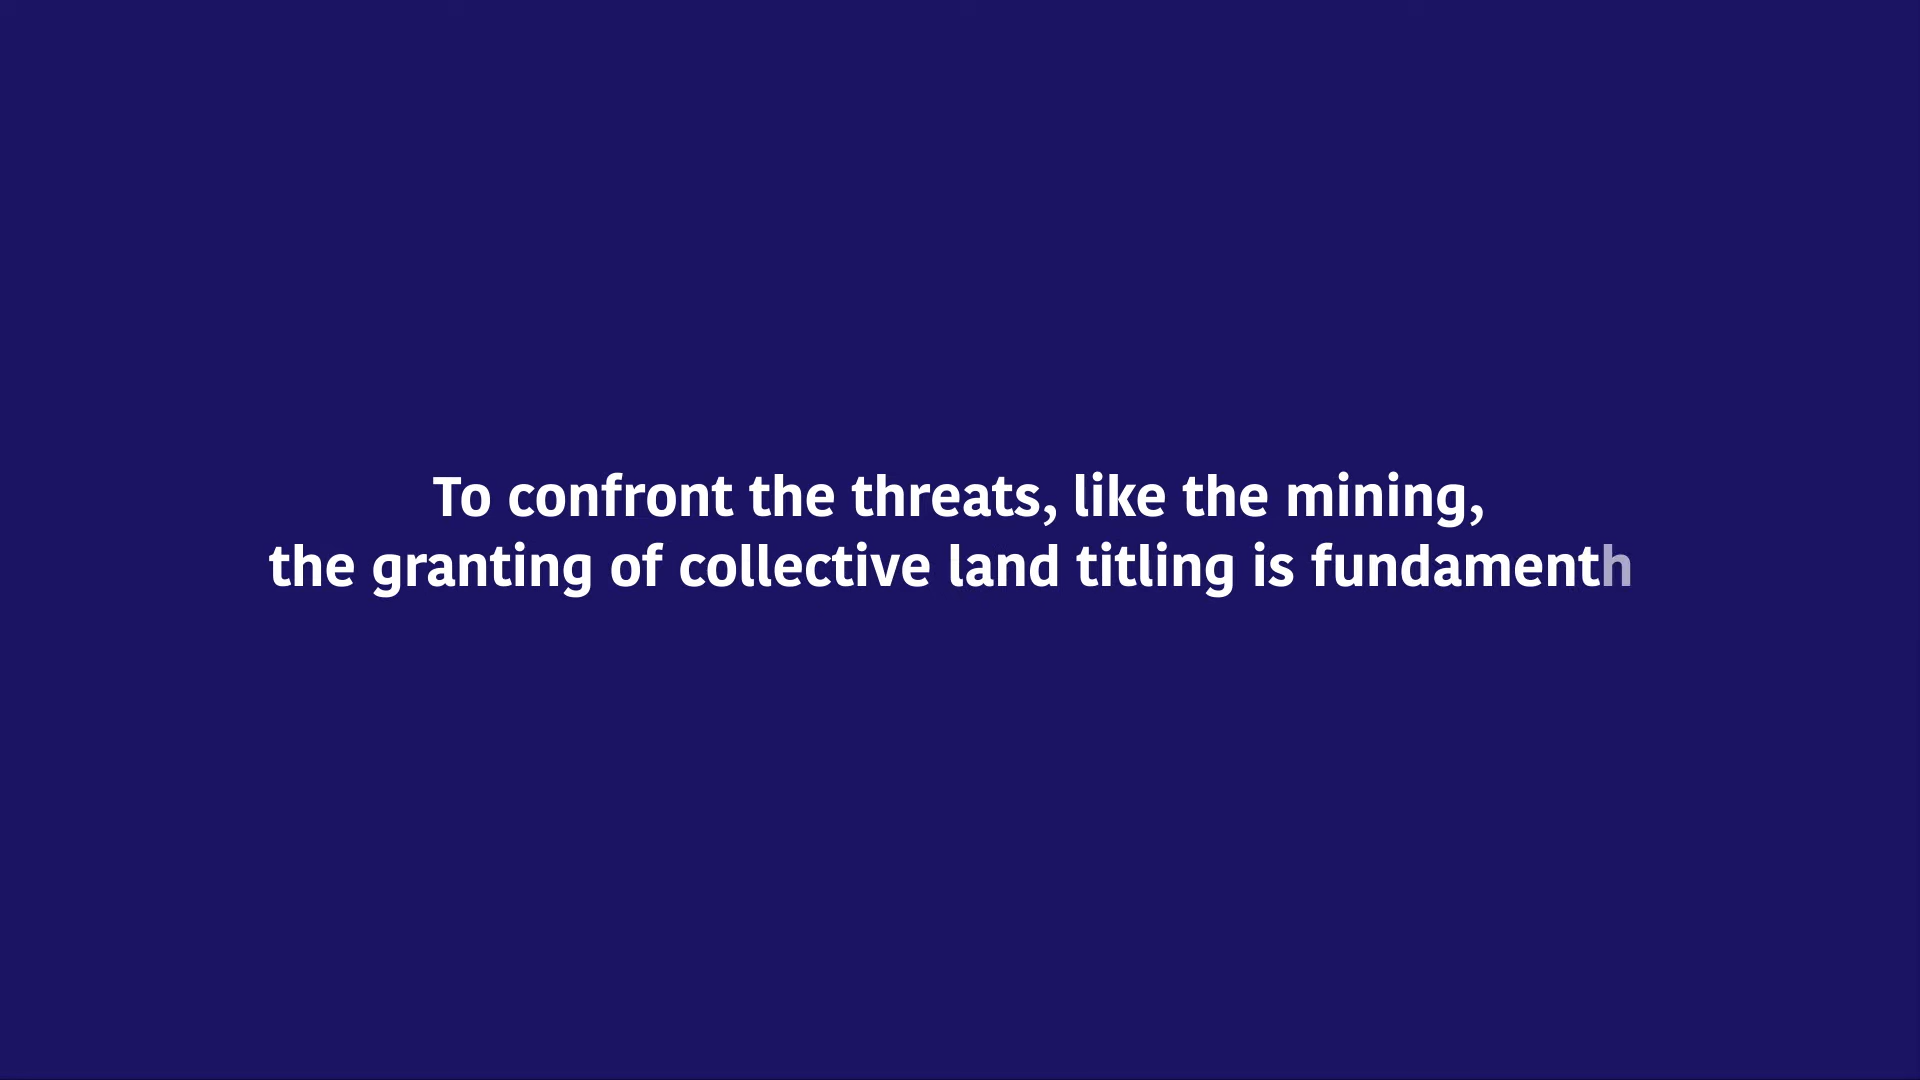 To confront the threats, like the mining,
the granting of collective land titling is fundamenth